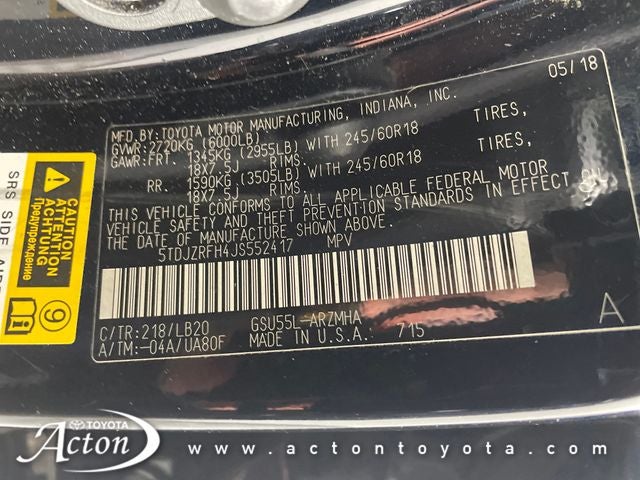 05/18
MFD.BY:TOYOTA MOTOR MANUFACTURING, INDIANA, INC.
GVWR:2720KG (6000LB)
GAWR:FRT. 1345KG (2955LB) WITH 245/60R18 TIRES,
18X7.5J RIMS.
RR. 1590KG (3505LB) WITH 245/60R18 TIRES,
18X7.5J RIMS.
THIS VEHICLE CONFORMS TO ALL APPLICABLE FEDERAL MOTOR
VEHICLE SAFETY AND THEFT PREVENTION STANDARDS IN EFFECT ON
THE DATE OF MANUFACTURE SHOWN ABOVE.
5TDJZRFH4JS552417 MPV
C/TR:218/LB20 GSU55L-ARZMHA
A/TM:-04A/UA80F MADE IN U.S.A. 715
A
CAUTION
ATTENTION
ACHTUNG
Предупреждение
9
SRS SIDE
TOYOTA
Acton
www.actontoyota.com